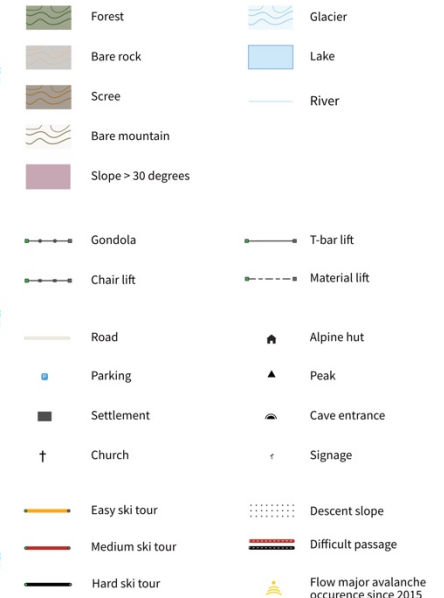 Forest
Glacier
Bare rock
Lake
Scree
River
Bare mountain
Slope > 30 degrees
Gondola
T-bar lift
Chair lift
Material lift
Road
Alpine hut
P
Parking
Peak
Settlement
Cave entrance
Church
Signage
Easy ski tour
Descent slope
Medium ski tour
Difficult passage
Hard ski tour
Flow major avalanche
occurence since 2015